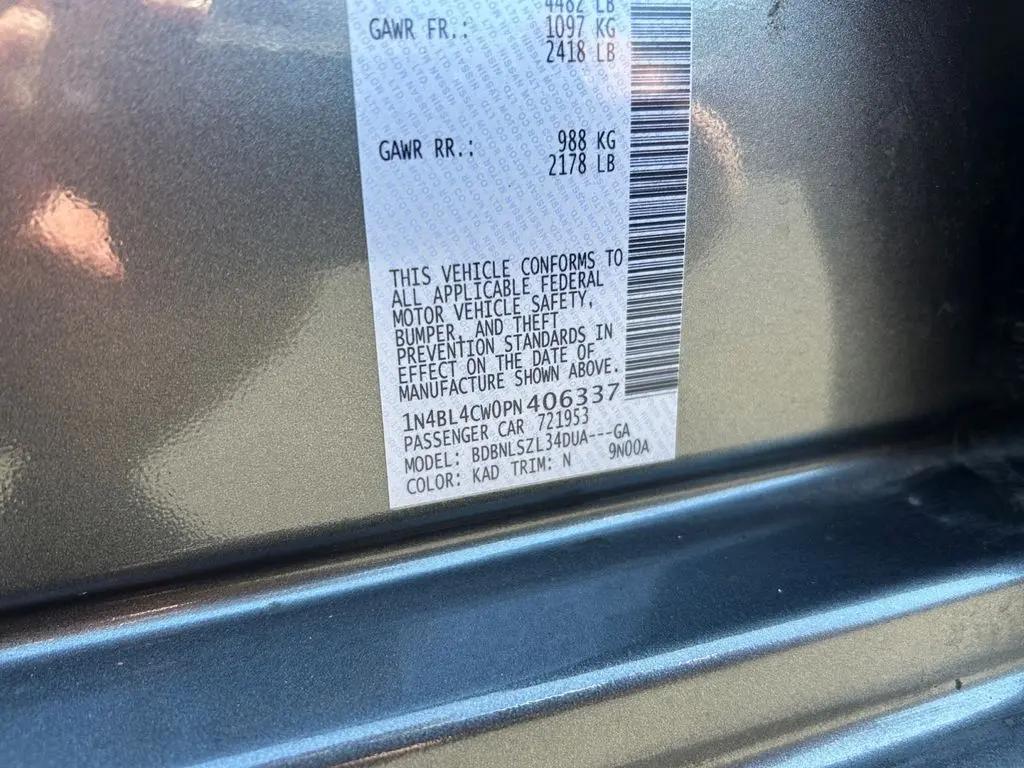 4482 LB
GAWR FR.: 1097 KG
2418 LB
GAWR RR.: 988 KG
2178 LB
THIS VEHICLE CONFORMS TO
ALL APPLICABLE FEDERAL
MOTOR VEHICLE SAFETY,
BUMPER, AND THEFT
PREVENTION STANDARDS IN
EFFECT ON THE DATE OF
MANUFACTURE SHOWN ABOVE.
1N4BL4CW0PN406337
PASSENGER CAR 721953
MODEL: BDBNLSZL34DUA---GA
COLOR: KAD TRIM: N 9N00A